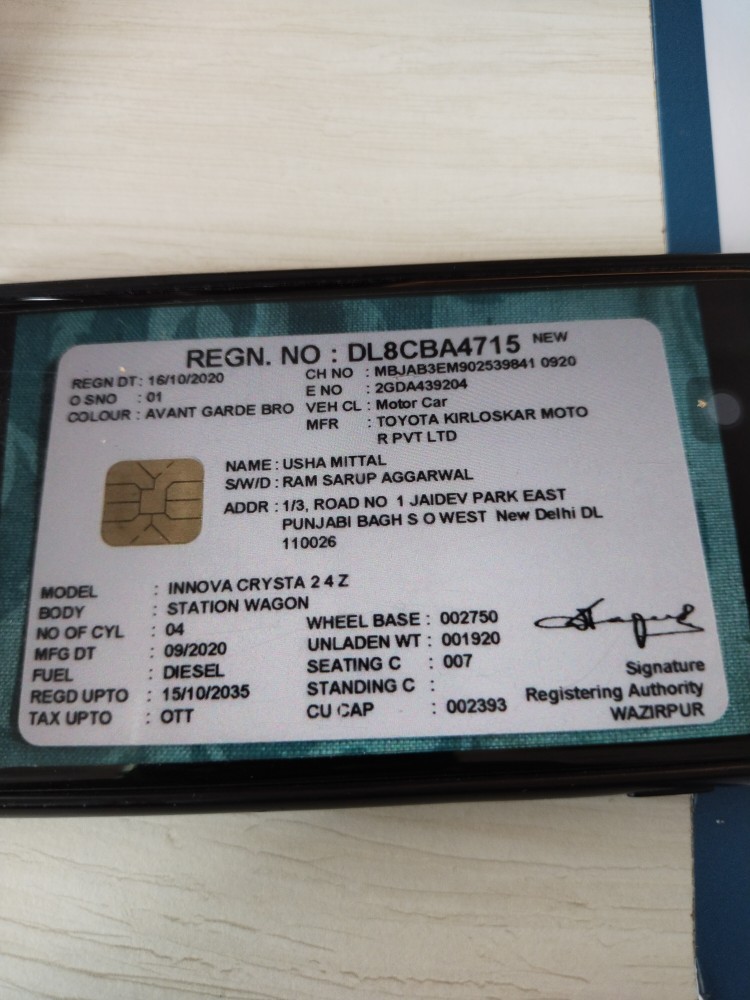 REGN. NO : DL8CBA4715 NEW
REGN DT : 16/10/2020
O SNO : 01
COLOUR : AVANT GARDE BRO
CH NO : MBJAB3EM902539841 0920
E NO : 2GDA439204
VEH CL : Motor Car
MFR : TOYOTA KIRLOSKAR MOTO
R PVT LTD
NAME : USHA MITTAL
S/W/D : RAM SARUP AGGARWAL
ADDR : 1/3, ROAD NO 1 JAIDEV PARK EAST
PUNJABI BAGH S O WEST New Delhi DL
110026
MODEL : INNOVA CRYSTA 2 4 Z
BODY : STATION WAGON
NO OF CYL : 04
MFG DT : 09/2020
FUEL : DIESEL
REGD UPTO : 15/10/2035
TAX UPTO : OTT
WHEEL BASE : 002750
UNLADEN WT : 001920
SEATING C : 007
STANDING C :
CU CAP : 002393
Signature
Registering Authority
WAZIRPUR